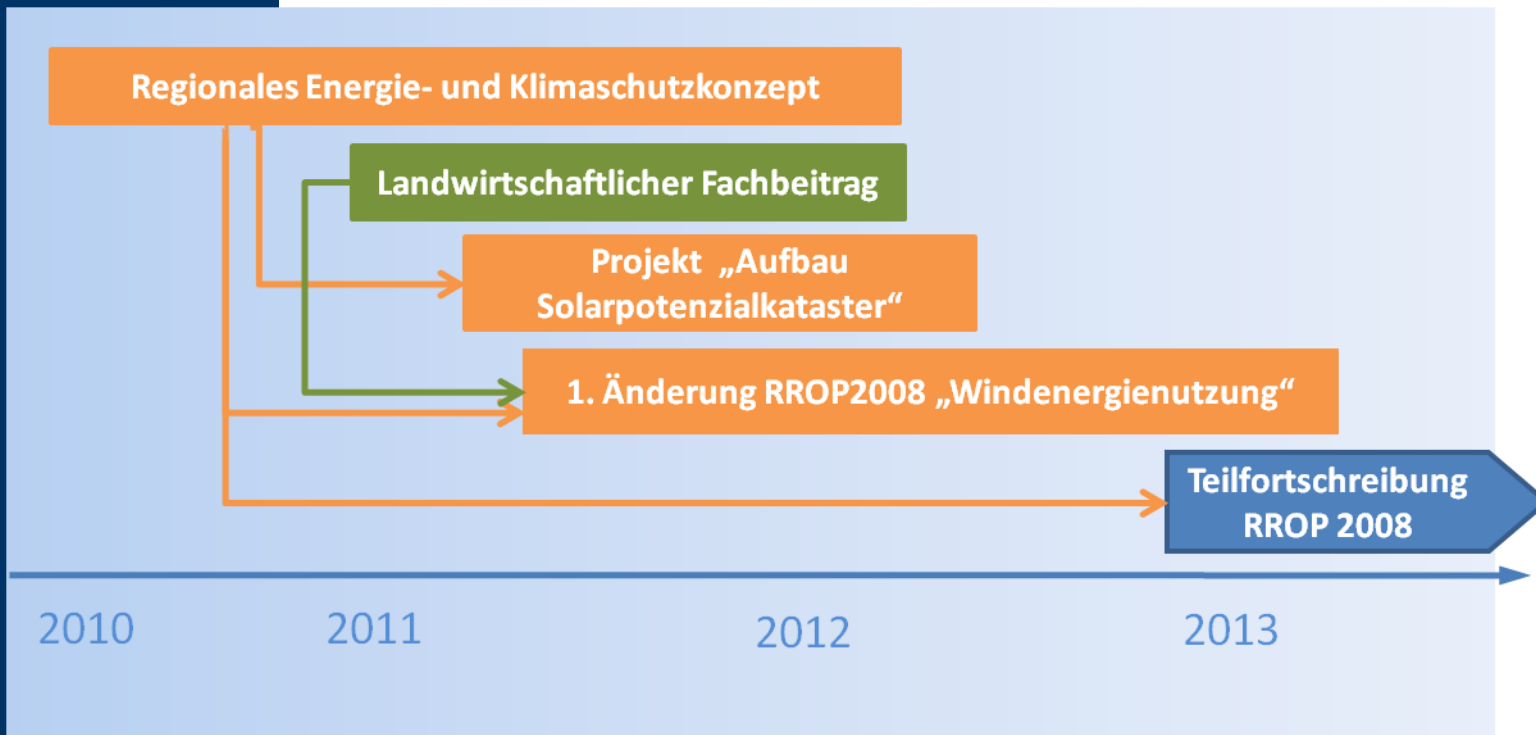 Regionales Energie- und Klimaschutzkonzept
Landwirtschaftlicher Fachbeitrag
Projekt „Aufbau
Solarpotenzialkataster“
1. Änderung RROP2008 „Windenergienutzung“
Teilfortschreibung
RROP 2008
2010
2011
2012
2013